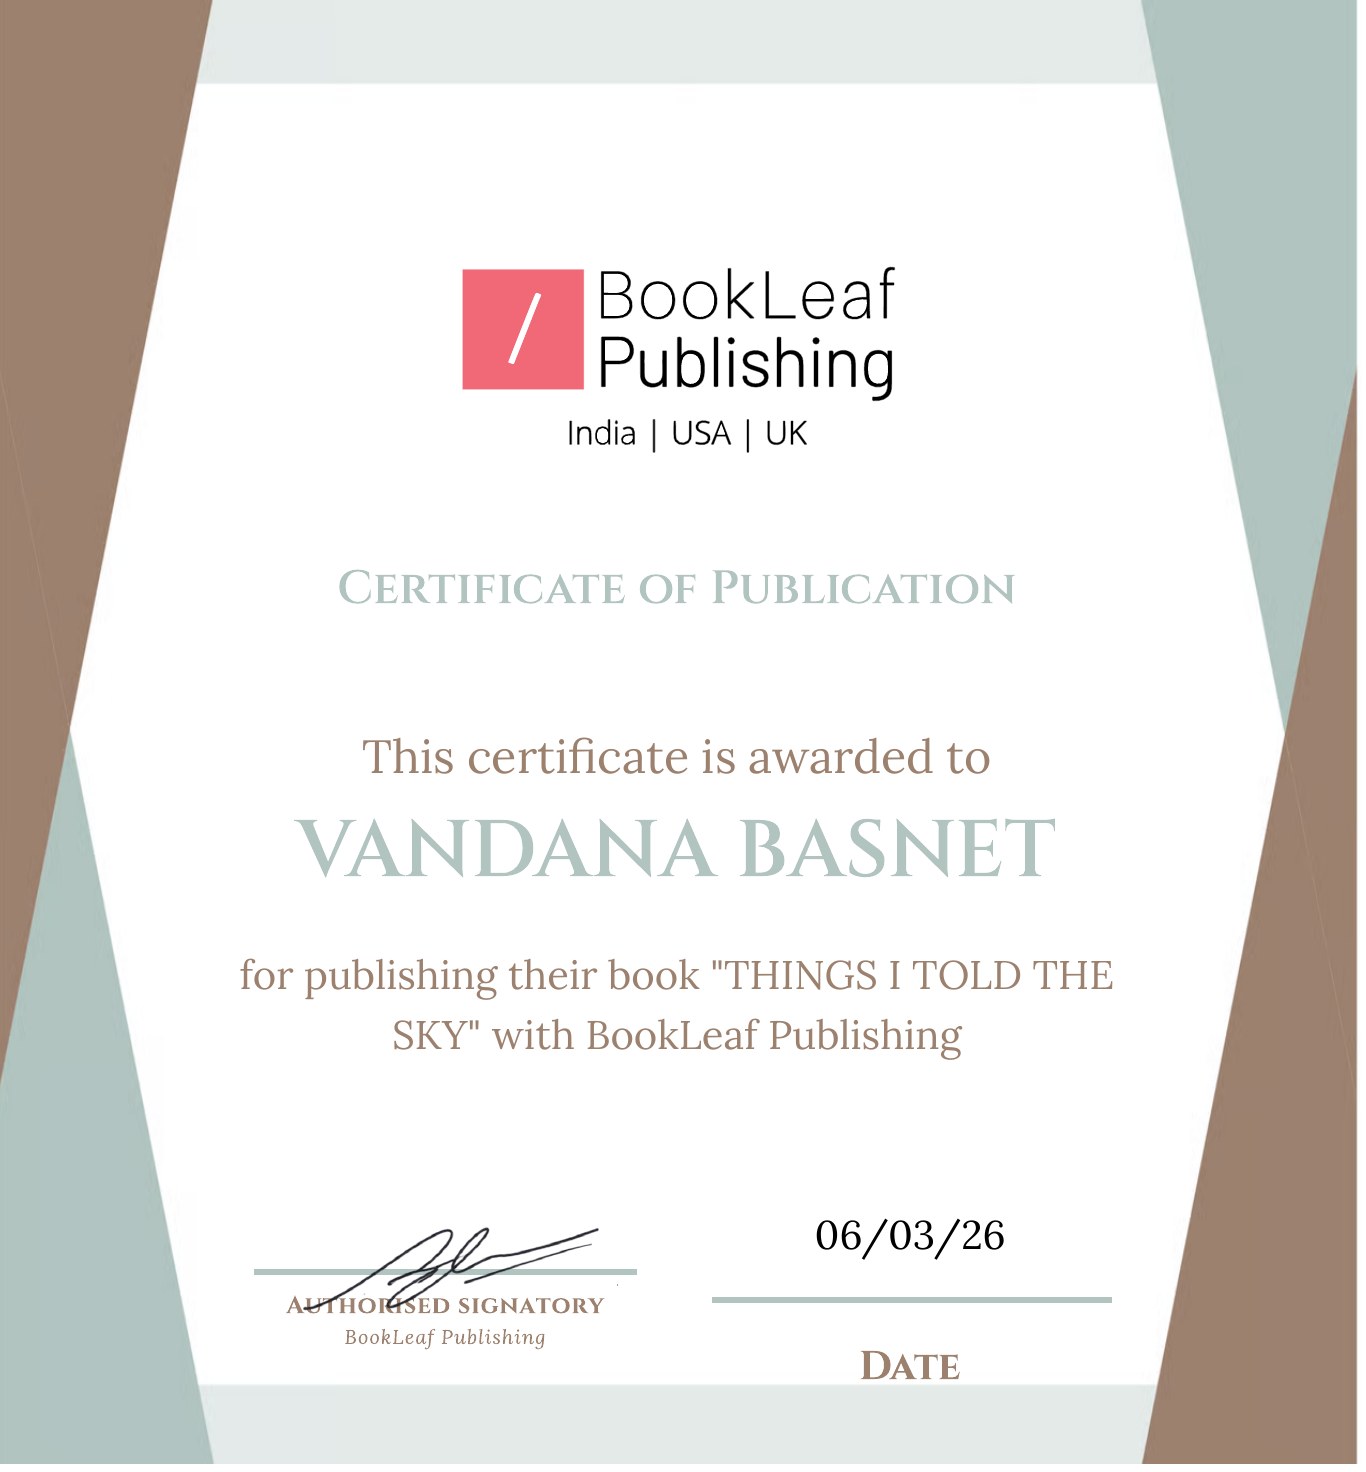 BookLeaf
Publishing
India | USA | UK
Certificate of Publication
This certificate is awarded to
VANDANA BASNET
for publishing their book "THINGS I TOLD THE
SKY" with BookLeaf Publishing
06/03/26
Authorised signatory
BookLeaf Publishing
Date